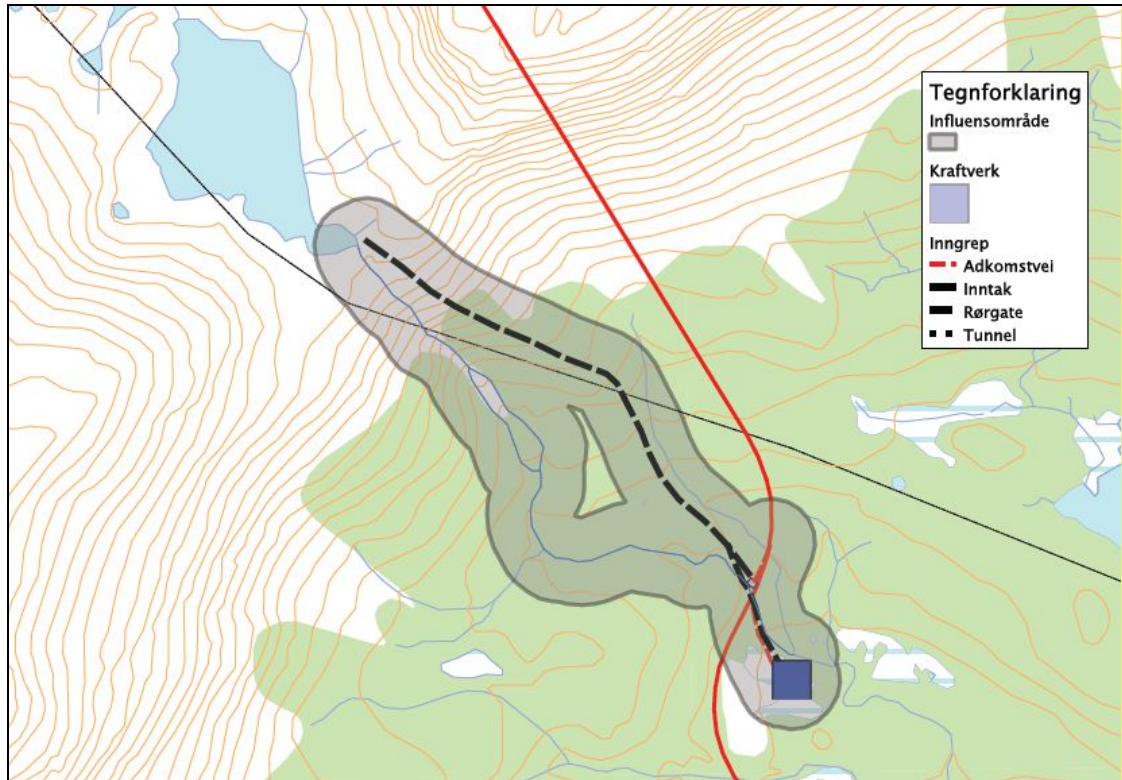 Tegnforklaring
Influensområde
Kraftverk
Inngrep
Adkomstvei
Inntak
Rørgate
Tunnel